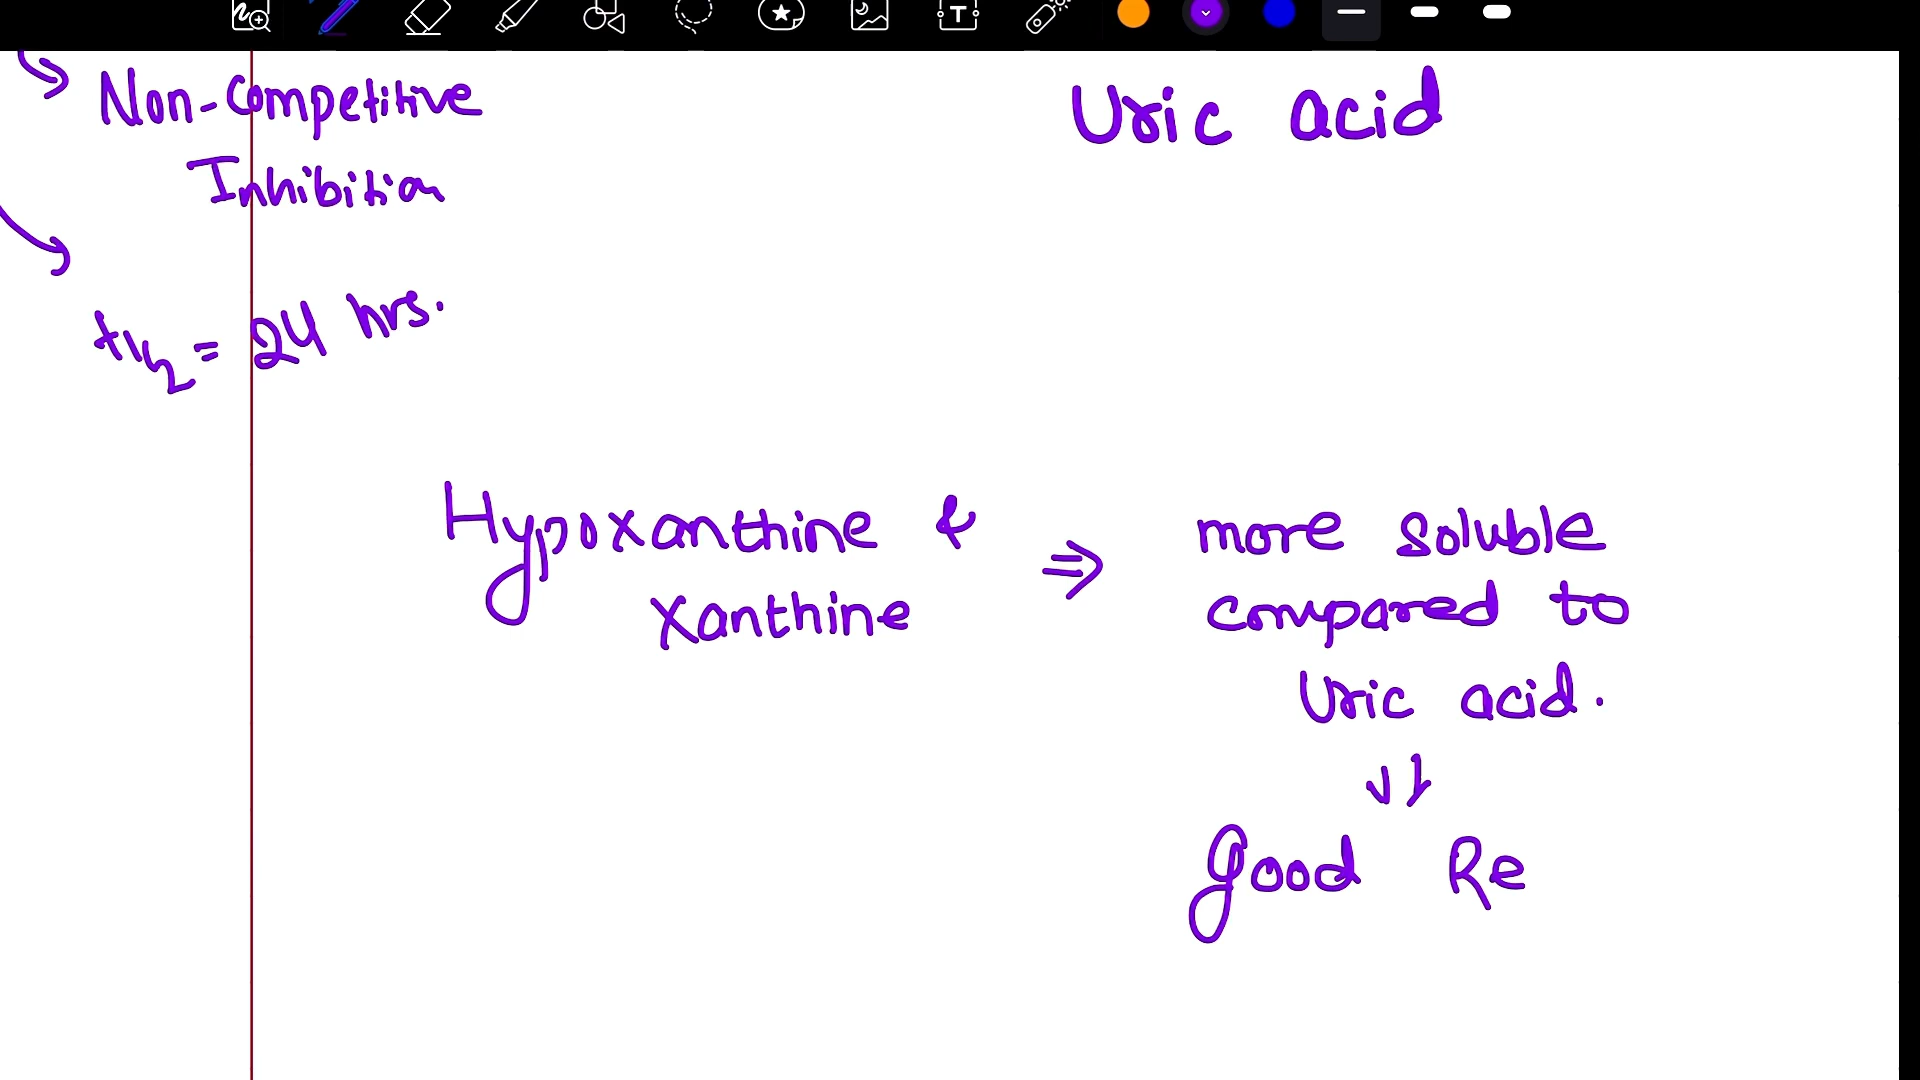 Non-Competitive
Inhibition
t1/2 = 24 hrs.
Uric acid
Hypoxanthine &
Xanthine
⇒
more soluble
compared to
Uric acid.
Good Re